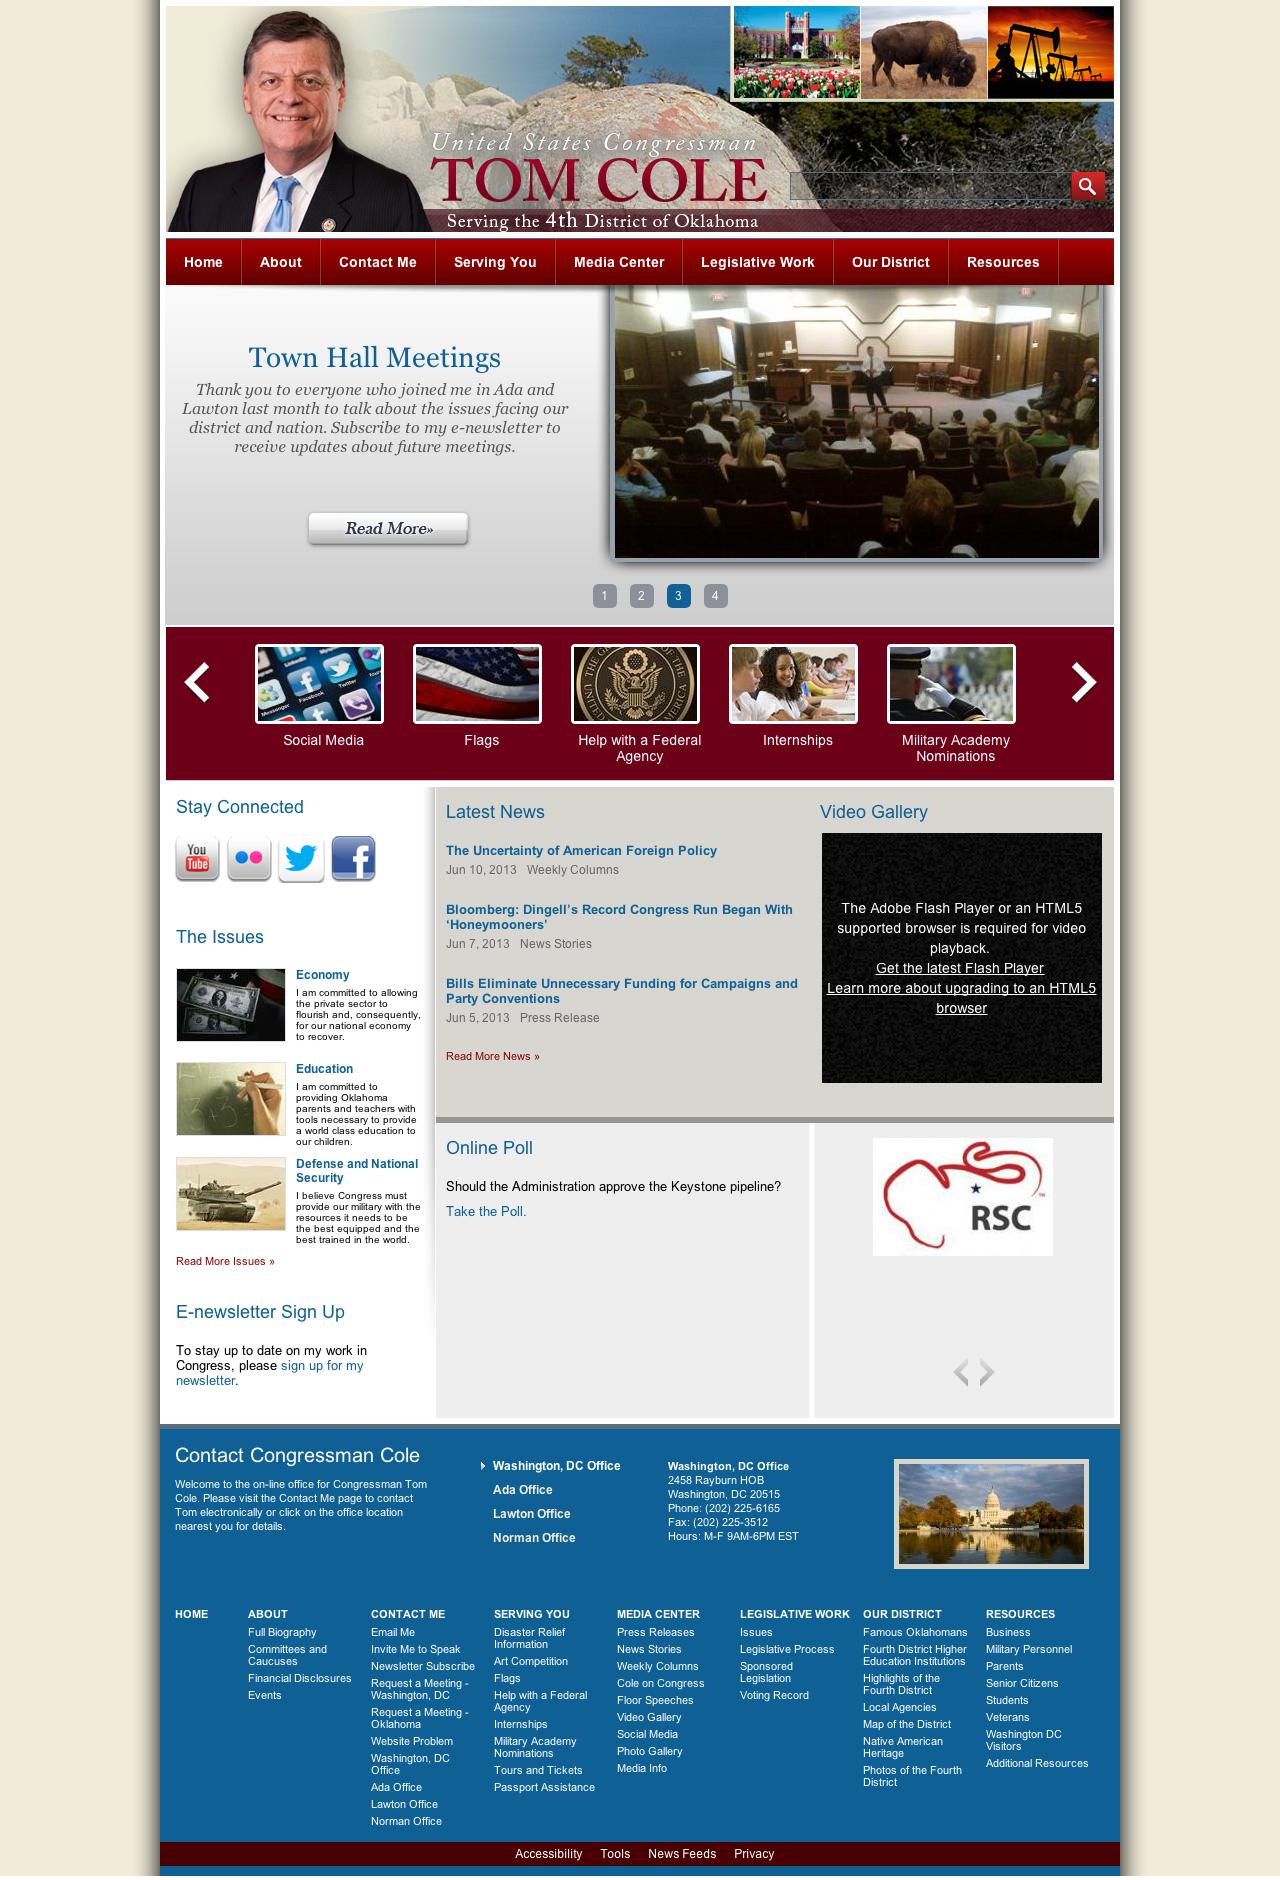 United States Congressman
TOM COLE
Serving the 4th District of Oklahoma
Home
About
Contact Me
Serving You
Media Center
Legislative Work
Our District
Resources
Town Hall Meetings
Thank you to everyone who joined me in Ada and
Lawton last month to talk about the issues facing our
district and nation. Subscribe to my e-newsletter to
receive updates about future meetings.
Read More»
1
2
3
4
Social Media
Flags
Help with a Federal
Agency
Internships
Military Academy
Nominations
Stay Connected
You
Tube
The Issues
Economy
I am committed to allowing
the private sector to
flourish and, consequently,
for our national economy
to recover.
Education
I am committed to
providing Oklahoma
parents and teachers with
tools necessary to provide
a world class education to
our children.
Defense and National
Security
I believe Congress must
provide our military with the
resources it needs to be
the best equipped and the
best trained in the world.
Read More Issues »
E-newsletter Sign Up
To stay up to date on my work in
Congress, please sign up for my
newsletter.
Latest News
The Uncertainty of American Foreign Policy
Jun 10, 2013 Weekly Columns
Bloomberg: Dingell’s Record Congress Run Began With
‘Honeymooners’
Jun 7, 2013 News Stories
Bills Eliminate Unnecessary Funding for Campaigns and
Party Conventions
Jun 5, 2013 Press Release
Read More News »
Video Gallery
The Adobe Flash Player or an HTML5
supported browser is required for video
playback.
Get the latest Flash Player
Learn more about upgrading to an HTML5
browser
Online Poll
Should the Administration approve the Keystone pipeline?
Take the Poll.
RSC
Contact Congressman Cole
Welcome to the on-line office for Congressman Tom
Cole. Please visit the Contact Me page to contact
Tom electronically or click on the office location
nearest you for details.
Washington, DC Office
Ada Office
Lawton Office
Norman Office
Washington, DC Office
2458 Rayburn HOB
Washington, DC 20515
Phone: (202) 225-6165
Fax: (202) 225-3512
Hours: M-F 9AM-6PM EST
HOME
ABOUT
Full Biography
Committees and
Caucuses
Financial Disclosures
Events
CONTACT ME
Email Me
Invite Me to Speak
Newsletter Subscribe
Request a Meeting -
Washington, DC
Request a Meeting -
Oklahoma
Website Problem
Washington, DC
Office
Ada Office
Lawton Office
Norman Office
SERVING YOU
Disaster Relief
Information
Art Competition
Flags
Help with a Federal
Agency
Internships
Military Academy
Nominations
Tours and Tickets
Passport Assistance
MEDIA CENTER
Press Releases
News Stories
Weekly Columns
Cole on Congress
Floor Speeches
Video Gallery
Social Media
Photo Gallery
Media Info
LEGISLATIVE WORK
Issues
Legislative Process
Sponsored
Legislation
Voting Record
OUR DISTRICT
Famous Oklahomans
Fourth District Higher
Education Institutions
Highlights of the
Fourth District
Local Agencies
Map of the District
Native American
Heritage
Photos of the Fourth
District
RESOURCES
Business
Military Personnel
Parents
Senior Citizens
Students
Veterans
Washington DC
Visitors
Additional Resources
Accessibility
Tools
News Feeds
Privacy